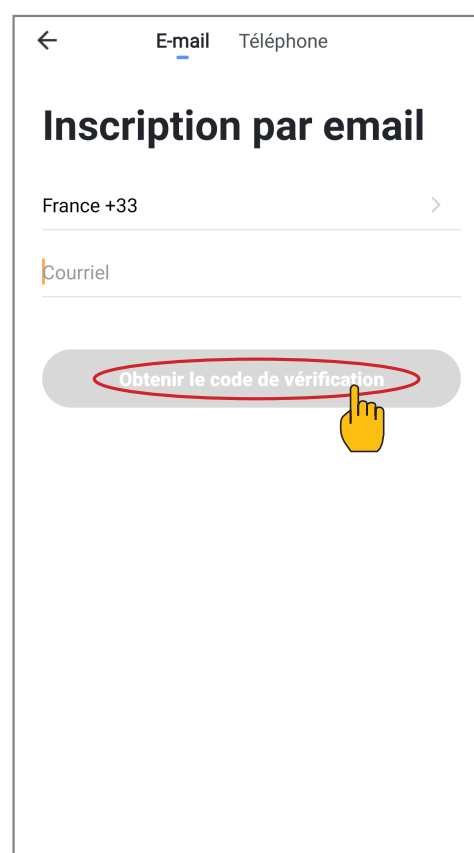 E-mail Téléphone
Inscription par email
France +33
Courriel
Obtenir le code de vérification